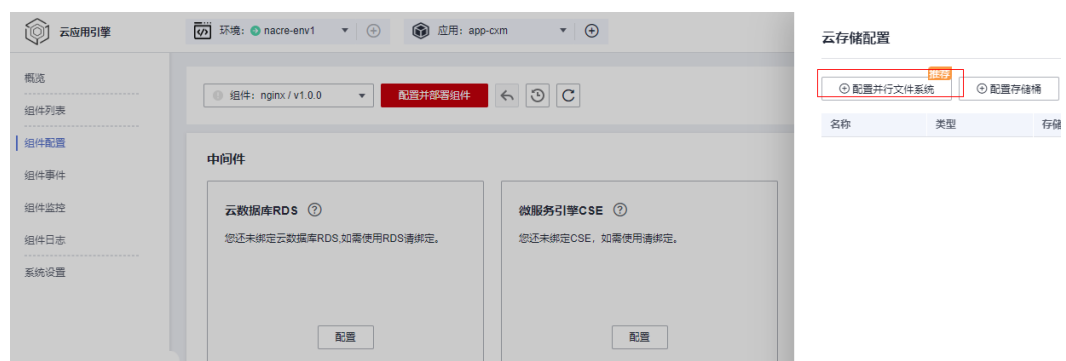 云应用引擎
环境: nacre-env1
应用: app-cxm
概览
组件列表
组件配置
组件事件
组件监控
组件日志
系统设置
组件: nginx / v1.0.0
配置并部署组件
中间件
云数据库RDS
您还未绑定云数据库RDS,如需使用RDS请绑定。
配置
微服务引擎CSE
您还未绑定CSE，如需使用请绑定。
配置
云存储配置
推荐
配置并行文件系统
配置存储桶
名称
类型
存储